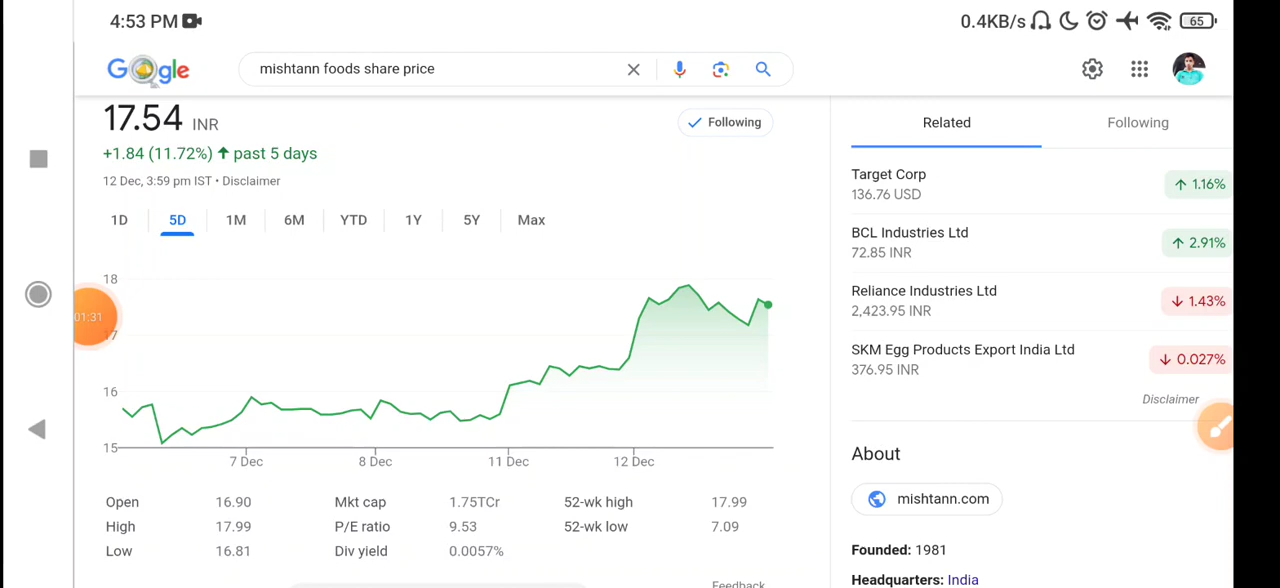 4:53 PM
0.4KB/s
65
Google
mishtann foods share price
17.54 INR
Following
+1.84 (11.72%) ↑ past 5 days
12 Dec, 3:59 pm IST • Disclaimer
1D 5D 1M 6M YTD 1Y 5Y Max
18
17
16
15
01:31
7 Dec 8 Dec 11 Dec 12 Dec
Open 16.90 Mkt cap 1.75TCr 52-wk high 17.99
High 17.99 P/E ratio 9.53 52-wk low 7.09
Low 16.81 Div yield 0.0057%
Feedback
Related Following
Target Corp
136.76 USD
↑ 1.16%
BCL Industries Ltd
72.85 INR
↑ 2.91%
Reliance Industries Ltd
2,423.95 INR
↓ 1.43%
SKM Egg Products Export India Ltd
376.95 INR
↓ 0.027%
Disclaimer
About
mishtann.com
Founded: 1981
Headquarters: India